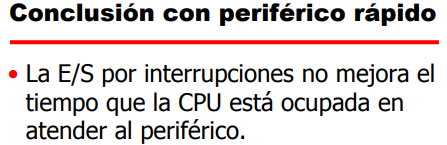 Conclusión con periférico rápido
• La E/S por interrupciones no mejora el
tiempo que la CPU está ocupada en
atender al periférico.